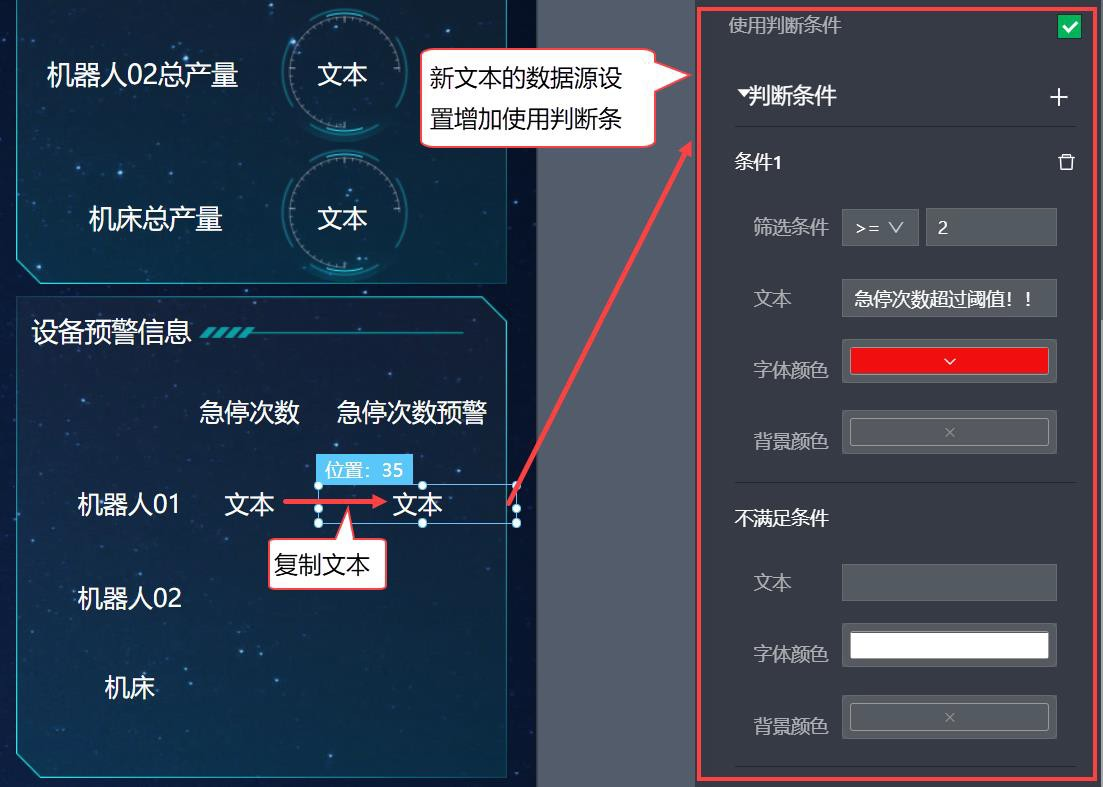 机器人02总产量
文本
机床总产量
文本
设备预警信息
急停次数
急停次数预警
位置：35
机器人01
文本
文本
复制文本
机器人02
机床
新文本的数据源设
置增加使用判断条
使用判断条件
判断条件
条件1
筛选条件
>=
2
文本
急停次数超过阈值！！
字体颜色
背景颜色
不满足条件
文本
字体颜色
背景颜色